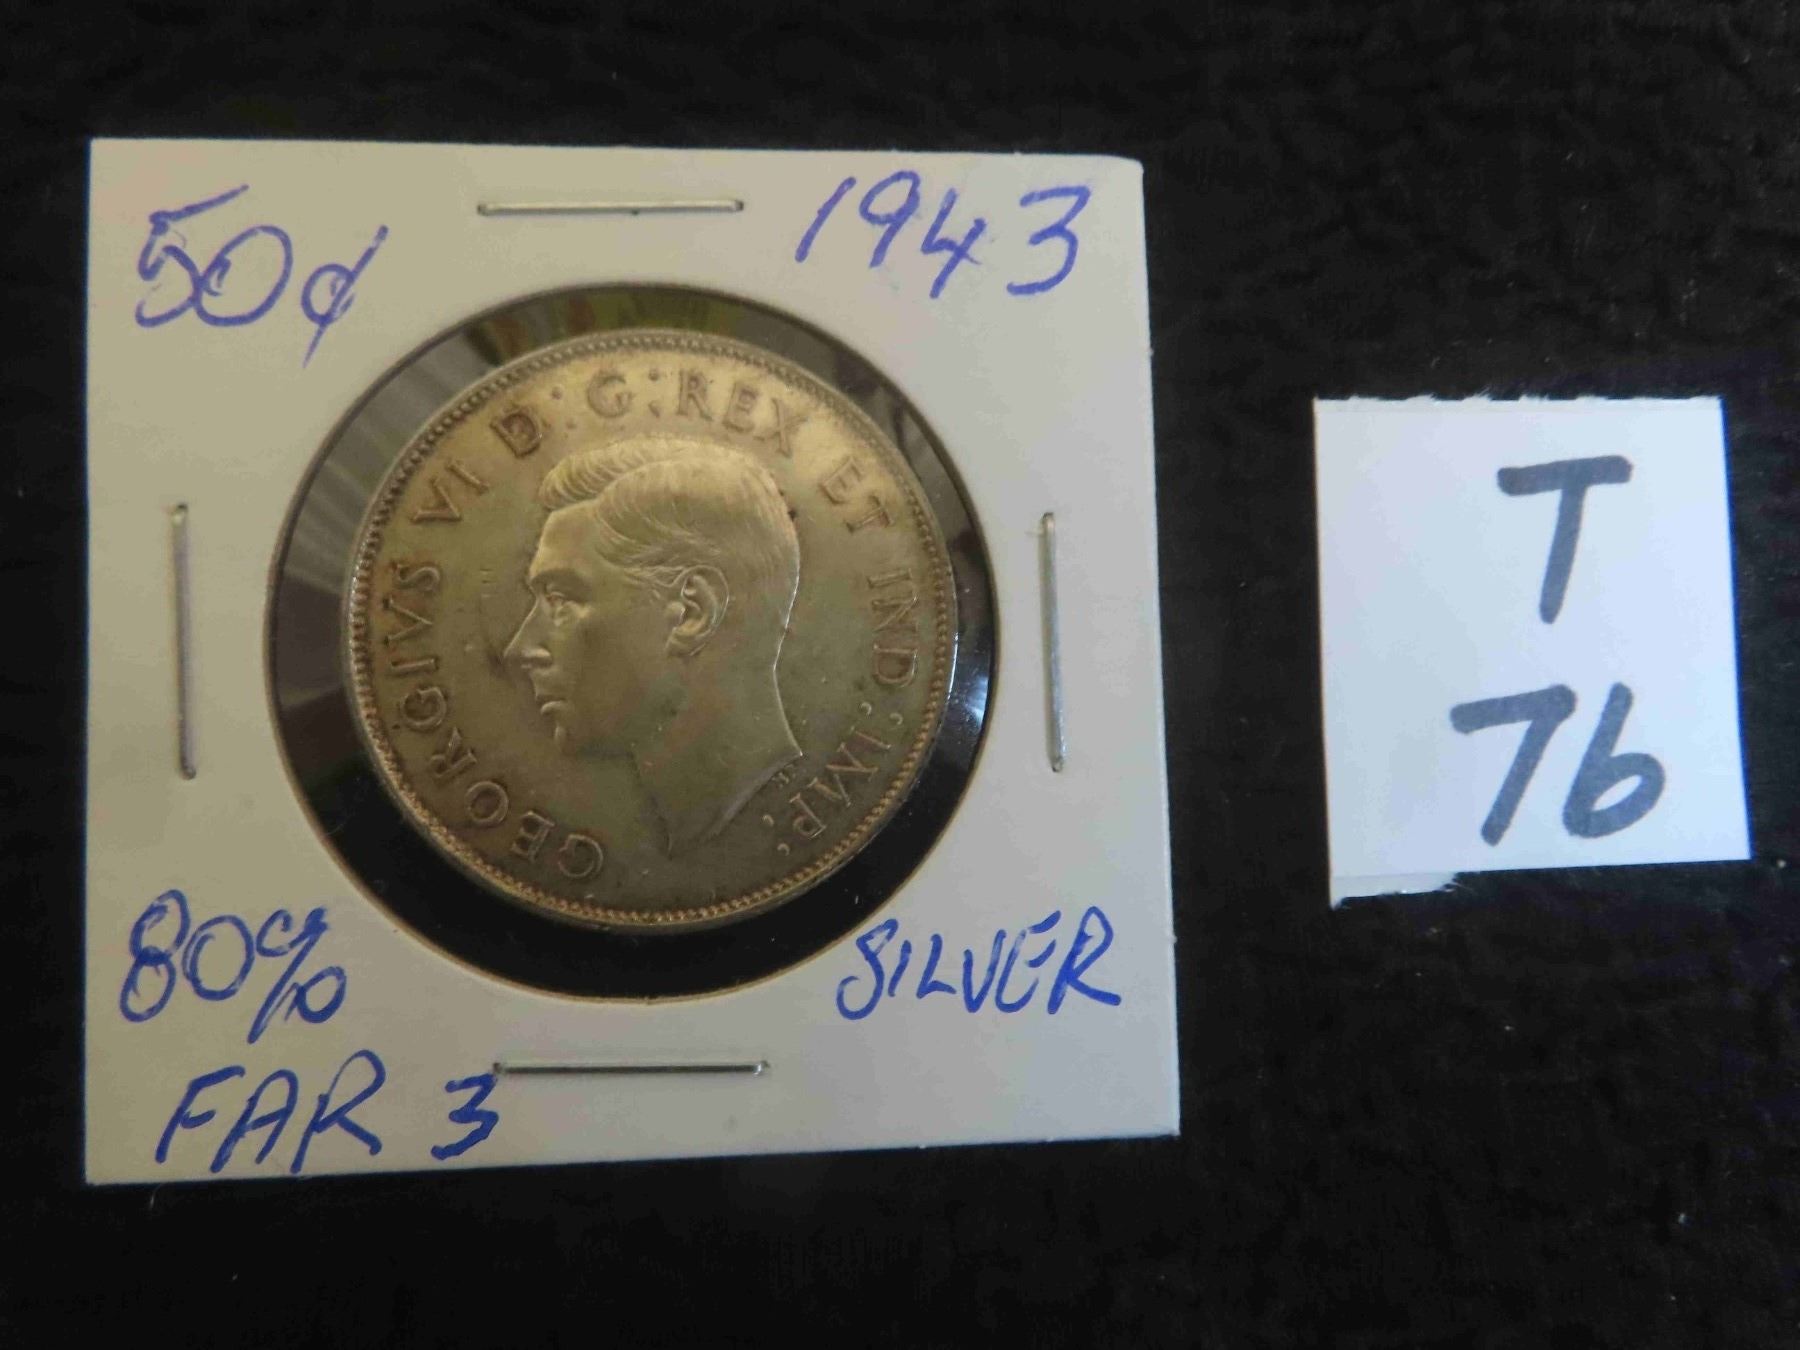 50¢ 1943
GEORGIVS VI D: G: REX ET IND: IMP:
80% SILVER
FAR 3
T
76